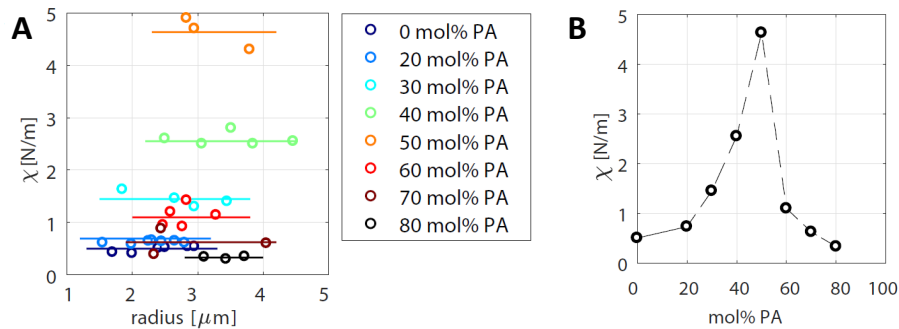 A
5
4
3
2
1
0
χ [N/m]
1 2 3 4 5
radius [μm]
0 mol% PA
20 mol% PA
30 mol% PA
40 mol% PA
50 mol% PA
60 mol% PA
70 mol% PA
80 mol% PA
B
5
4
3
2
1
0
χ [N/m]
0 20 40 60 80 100
mol% PA